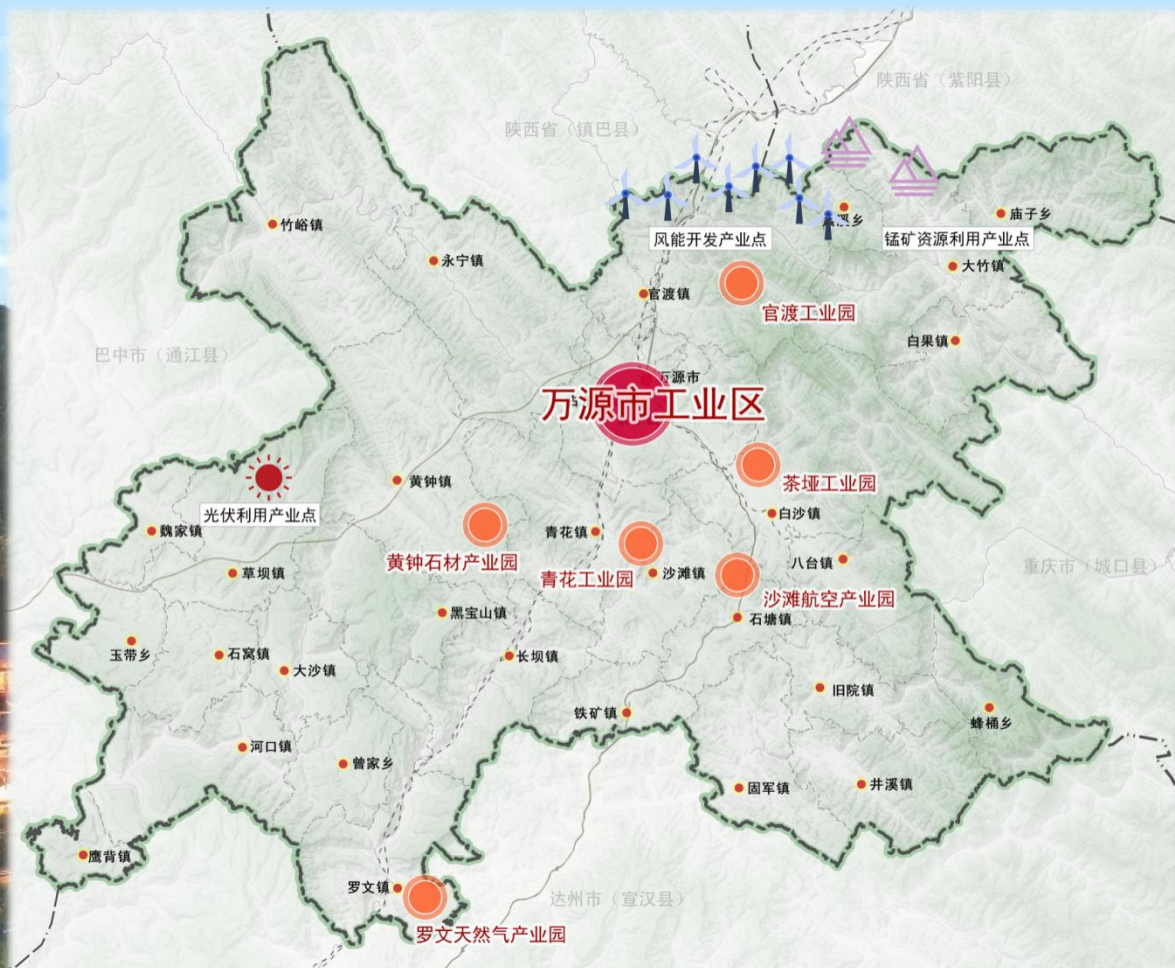 陕西省（紫阳县）
陕西省（镇巴县）
庙子乡
竹峪镇
风能开发产业点
锰矿资源利用产业点
永宁镇
大竹镇
官渡镇
官渡工业园
白果镇
巴中市（通江县）
万源市
万源市工业区
黄钟镇
茶垭工业园
光伏利用产业点
白沙镇
魏家镇
青花镇
黄钟石材产业园
八台镇
重庆市（城口县）
草坝镇
青花工业园
沙滩镇
沙滩航空产业园
黑宝山镇
石塘镇
玉带乡
石窝镇
大沙镇
长坝镇
旧院镇
铁矿镇
蜂桶乡
河口镇
曾家乡
固军镇
井溪镇
鹰背镇
罗文镇
达州市（宣汉县）
罗文天然气产业园